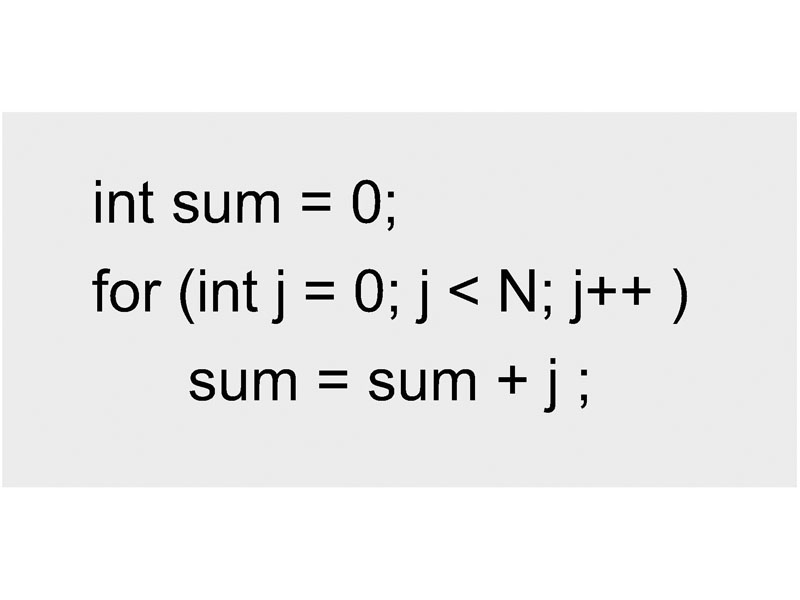 int sum = 0;
for (int j = 0; j < N; j++ )
sum = sum + j ;